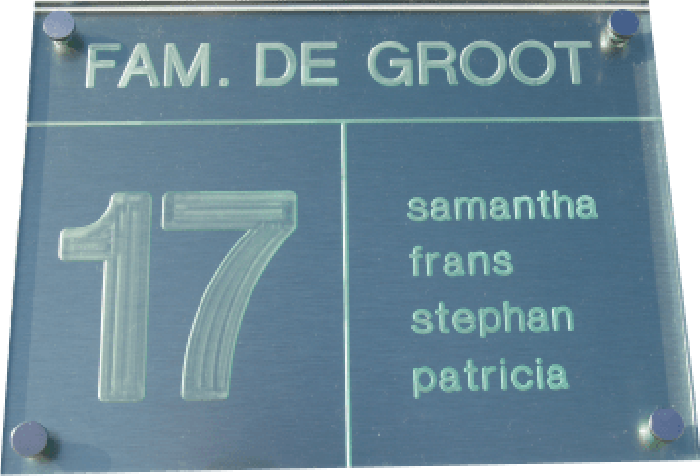 FAM. DE GROOT
17
samantha
frans
stephan
patricia